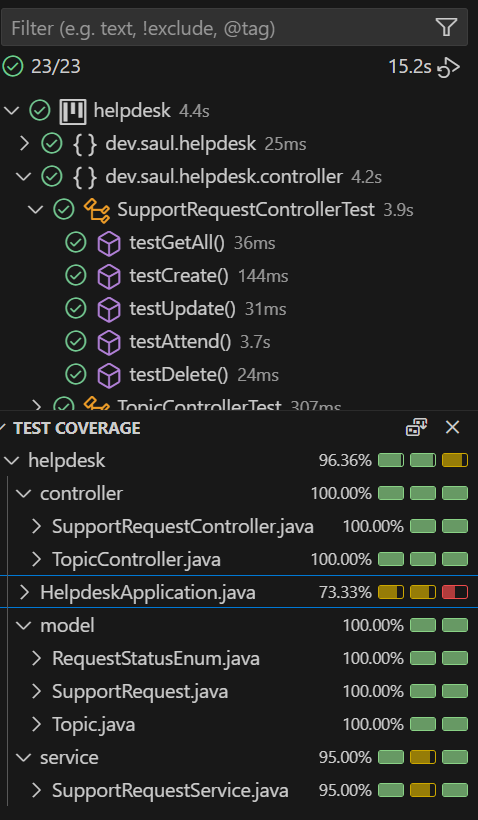 Filter (e.g. text, !exclude, @tag)
23/23 15.2s
helpdesk 4.4s
{ } dev.saul.helpdesk 25ms
{ } dev.saul.helpdesk.controller 4.2s
SupportRequestControllerTest 3.9s
testGetAll() 36ms
testCreate() 144ms
testUpdate() 31ms
testAttend() 3.7s
testDelete() 24ms
TopicControllerTest 307ms
TEST COVERAGE
helpdesk 96.36%
controller 100.00%
SupportRequestController.java 100.00%
TopicController.java 100.00%
HelpdeskApplication.java 73.33%
model 100.00%
RequestStatusEnum.java 100.00%
SupportRequest.java 100.00%
Topic.java 100.00%
service 95.00%
SupportRequestService.java 95.00%